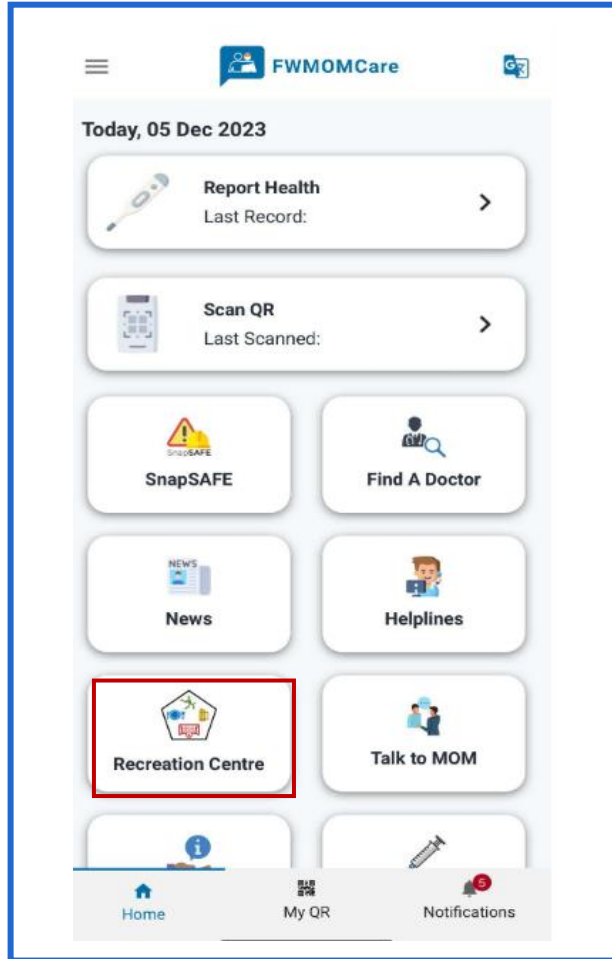 FWMOMCare
Today, 05 Dec 2023
Report Health
Last Record:
Scan QR
Last Scanned:
SnapSAFE
SnapSAFE
Find A Doctor
NEWS
News
Helplines
Recreation Centre
Talk to MOM
i
Home
My QR
5
Notifications